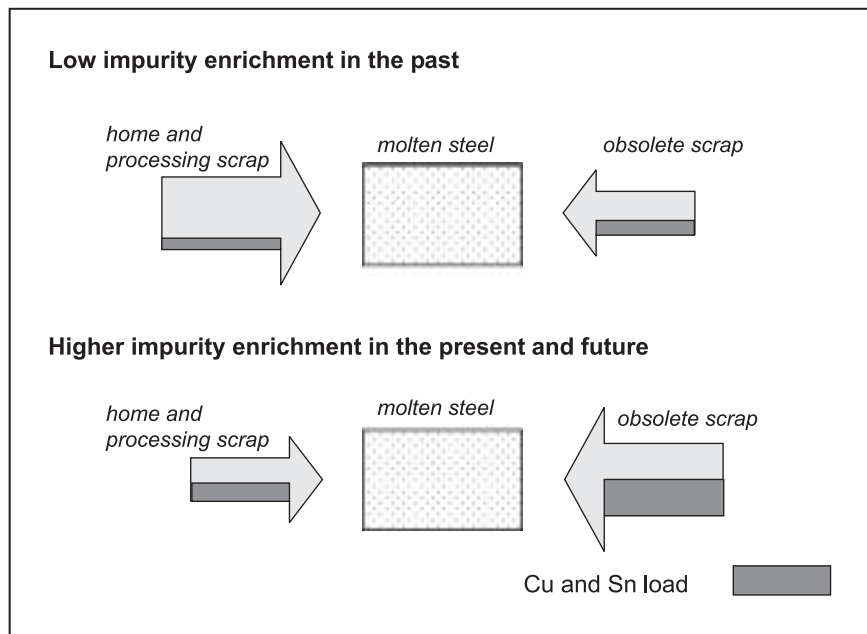 Low impurity enrichment in the past
home and
processing scrap
molten steel
obsolete scrap
Higher impurity enrichment in the present and future
home and
processing scrap
molten steel
obsolete scrap
Cu and Sn load